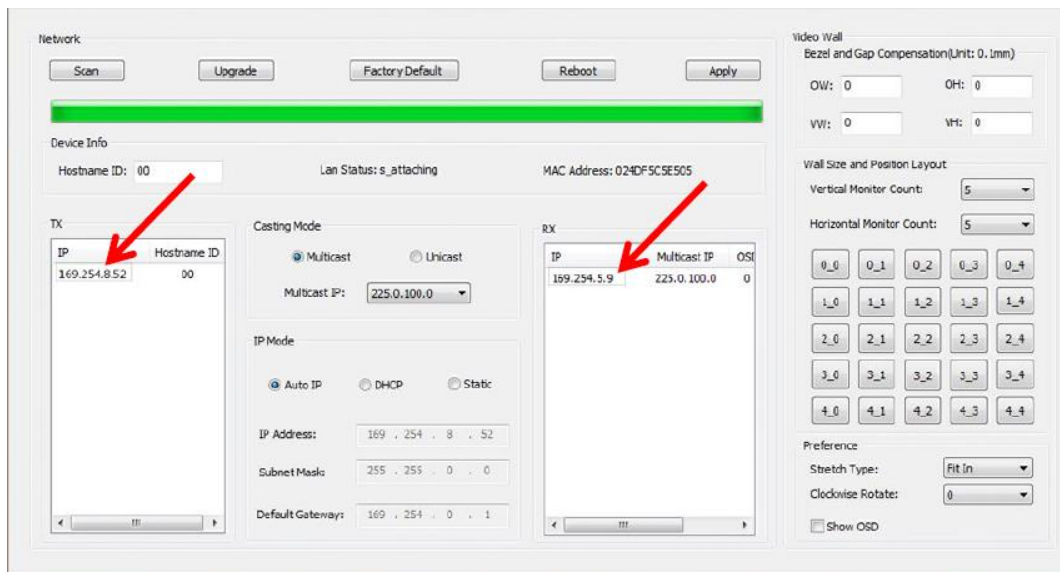 Network
Scan Upgrade Factory Default Reboot Apply
Device Info
Hostname ID: 00 Lan Status: s_attaching MAC Address: 024DF5C5E505
TX
IP Hostname ID
169.254.8.52 00
Casting Mode
Multicast Unicast
Multicast IP: 225.0.100.0
IP Mode
Auto IP DHCP Static
IP Address: 169 . 254 . 8 . 52
Subnet Mask: 255 . 255 . 0 . 0
Default Gateway: 169 . 254 . 0 . 1
RX
IP Multicast IP OSI
169.254.5.9 225.0.100.0 0
Video Wall
Bezel and Gap Compensation(Unit: 0.1mm)
OW: 0 OH: 0
VW: 0 VH: 0
Wall Size and Position Layout
Vertical Monitor Count: 5
Horizontal Monitor Count: 5
0_0 0_1 0_2 0_3 0_4
1_0 1_1 1_2 1_3 1_4
2_0 2_1 2_2 2_3 2_4
3_0 3_1 3_2 3_3 3_4
4_0 4_1 4_2 4_3 4_4
Preference
Stretch Type: Fit In
Clockwise Rotate: 0
Show OSD